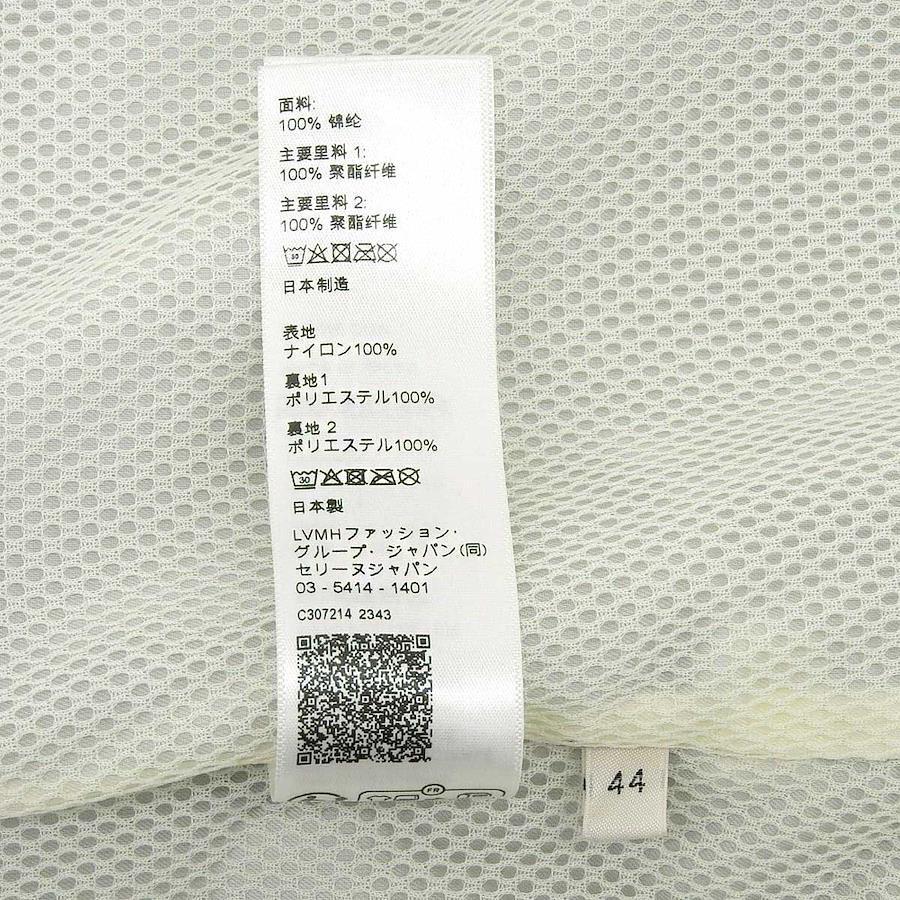 面料:
100% 锦纶
主要里料 1:
100% 聚酯纤维
主要里料 2:
100% 聚酯纤维
30
日本制造
表地
ナイロン100%
裏地1
ポリエステル100%
裏地 2
ポリエステル100%
30
日本製
LVMHファッション・
グループ・ ジャパン(同)
セリーヌジャパン
03 - 5414 - 1401
C307214 2343
FR
44